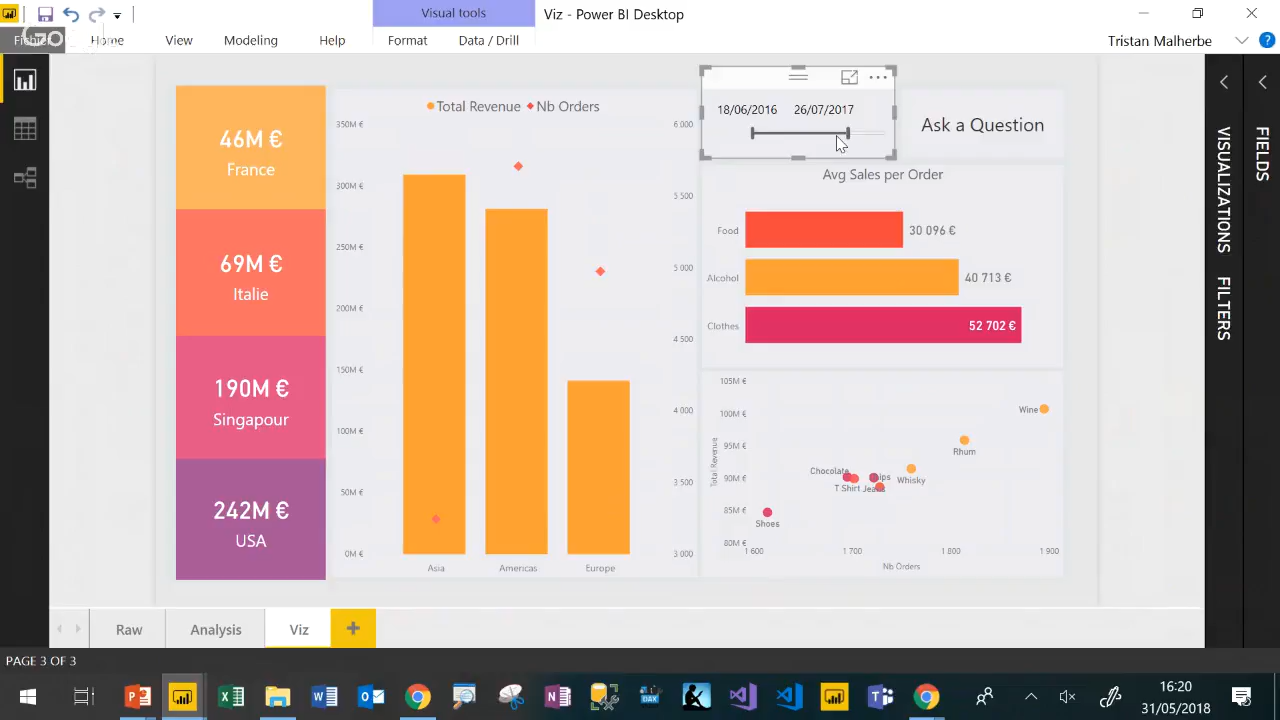 Visual tools
Viz - Power BI Desktop
Home
View
Modeling
Help
Format
Data / Drill
Tristan Malherbe
46M €
France
69M €
Italie
190M €
Singapour
242M €
USA
Total Revenue
Nb Orders
350M €
300M €
250M €
200M €
150M €
100M €
50M €
0M €
6 000
5 500
5 000
4 500
4 000
3 500
3 000
Asia
Americas
Europe
18/06/2016
26/07/2017
Ask a Question
Avg Sales per Order
Food
30 096 €
Alcohol
40 713 €
Clothes
52 702 €
105M €
100M €
95M €
90M €
85M €
80M €
Total Revenue
Wine
Rhum
Chocolate
Whisky
T Shirt
Jeans
Shoes
1 600
1 700
1 800
1 900
Nb Orders
VISUALIZATIONS
FILTERS
FIELDS
Raw
Analysis
Viz
PAGE 3 OF 3
DAX
16:20
31/05/2018